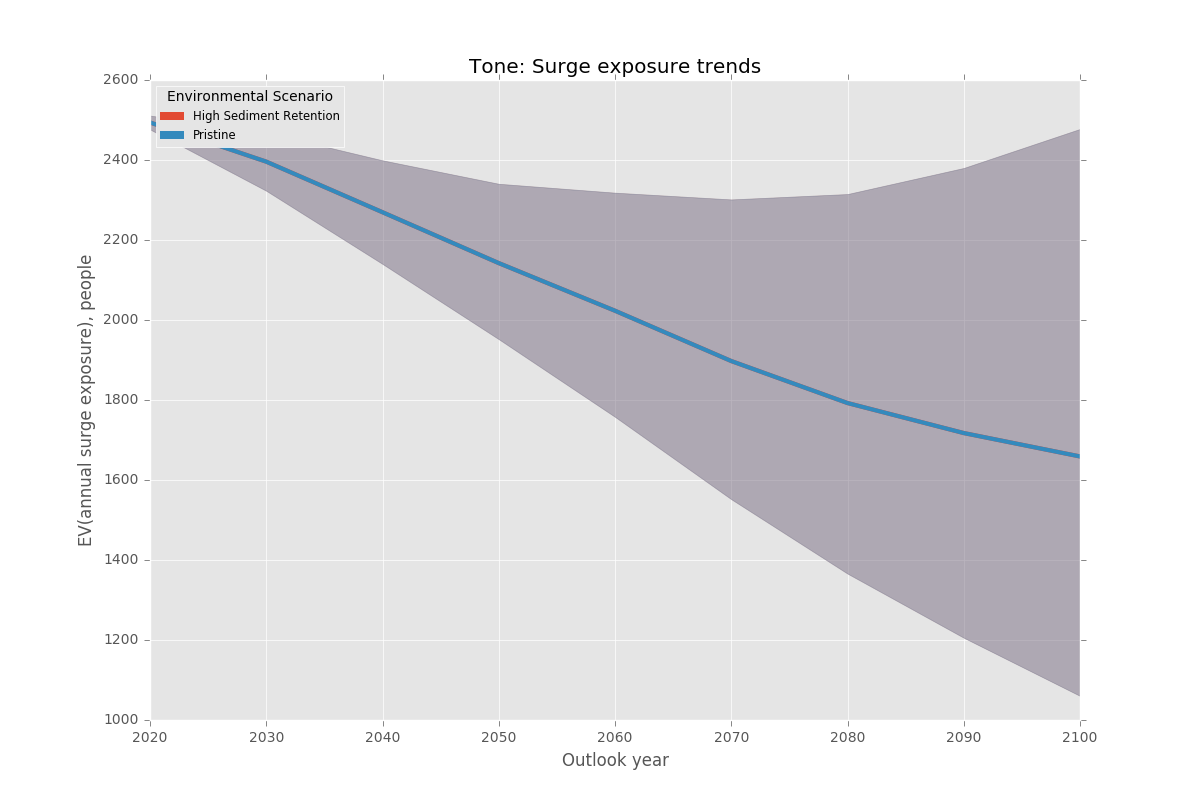 Tone: Surge exposure trends
2600
Environmental Scenario
High Sediment Retention
Pristine
2400
2200
2000
1800
1600
1400
1200
1000
EV(annual surge exposure), people
2020 2030 2040 2050 2060 2070 2080 2090 2100
Outlook year